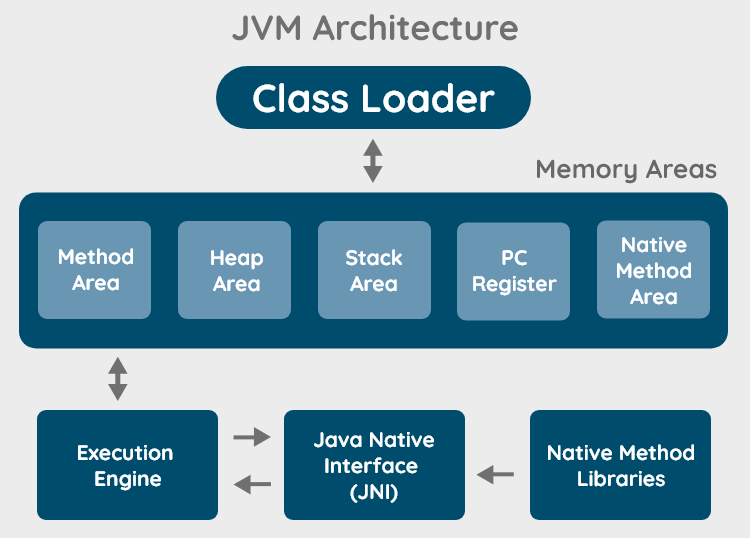 JVM Architecture
Class Loader
Memory Areas
Method
Area
Heap
Area
Stack
Area
PC
Register
Native
Method
Area
Execution
Engine
Java Native
Interface
(JNI)
Native Method
Libraries